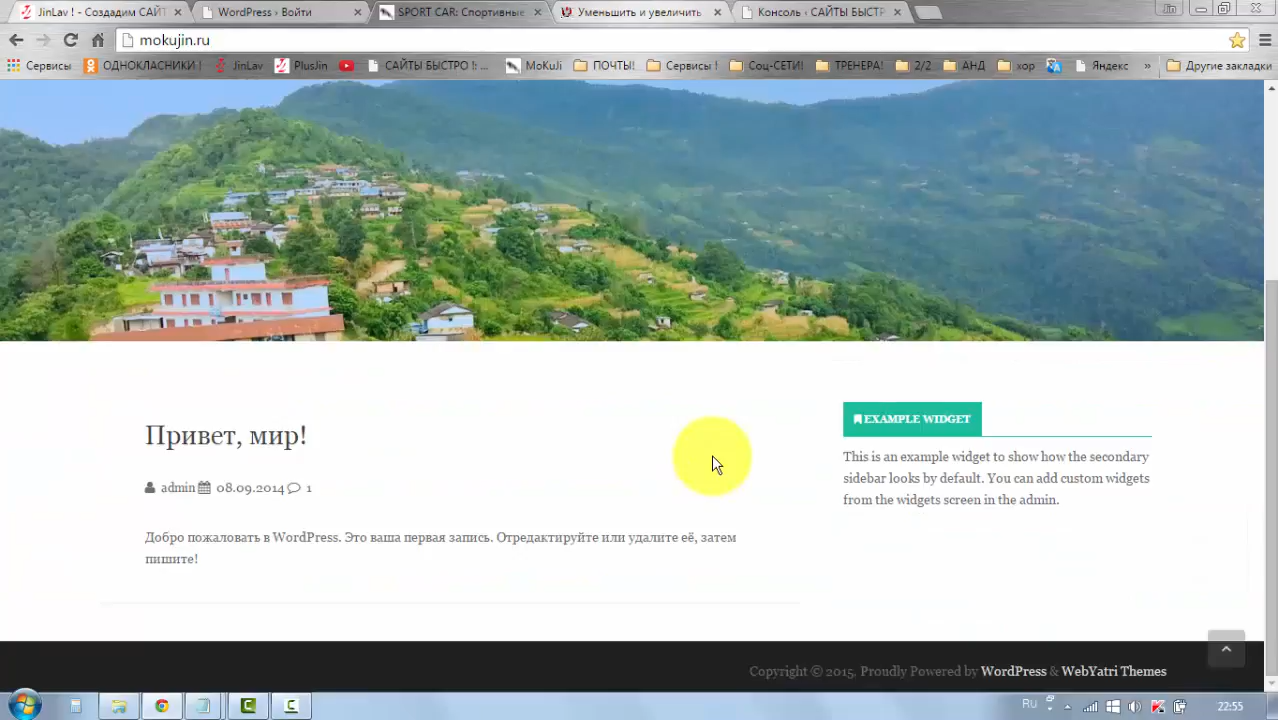 JinLav ! - Создадим САЙТ
WordPress › Войти
SPORT CAR: Спортивные
Уменьшить и увеличить
Консоль ‹ САЙТЫ БЫСТР
Jin
mokujin.ru
Сервисы
ОДНОКЛАСНИКИ
JinLav
PlusJin
САЙТЫ БЫСТРО !: ...
MoKuJi
ПОЧТЫ!
Сервисы !
Соц-СЕТИ!
ТРЕНЕРА!
2/2
АНД
хор
Яндекс
»
Другие закладки
EXAMPLE WIDGET
Привет, мир!
This is an example widget to show how the secondary
sidebar looks by default. You can add custom widgets
from the widgets screen in the admin.
admin 08.09.2014 1
Добро пожаловать в WordPress. Это ваша первая запись. Отредактируйте или удалите её, затем
пишите!
Copyright © 2015, Proudly Powered by WordPress & WebYatri Themes
RU
22:55